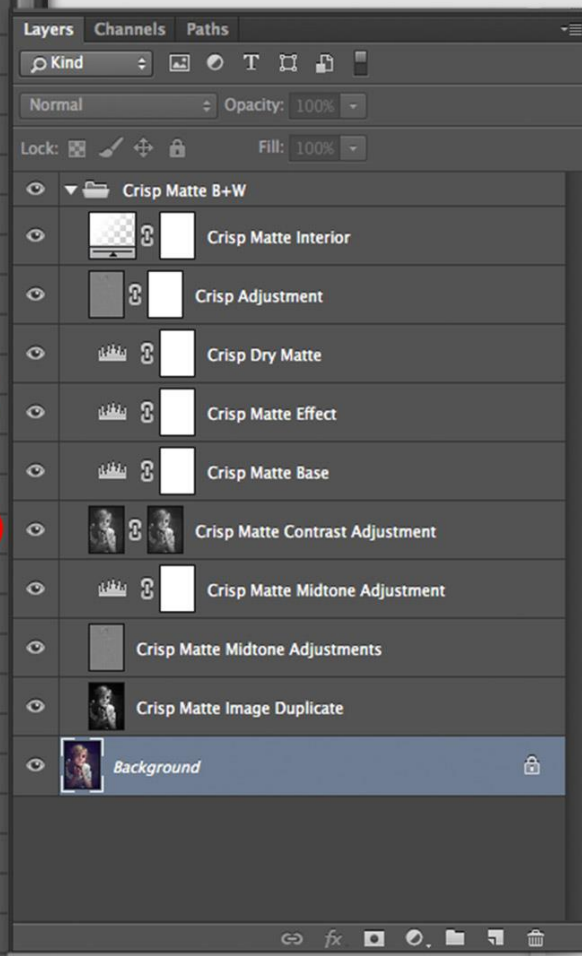 Layers Channels Paths
Kind
Normal Opacity: 100%
Lock: Fill: 100%
Crisp Matte B+W
Crisp Matte Interior
Crisp Adjustment
Crisp Dry Matte
Crisp Matte Effect
Crisp Matte Base
Crisp Matte Contrast Adjustment
Crisp Matte Midtone Adjustment
Crisp Matte Midtone Adjustments
Crisp Matte Image Duplicate
Background
fx